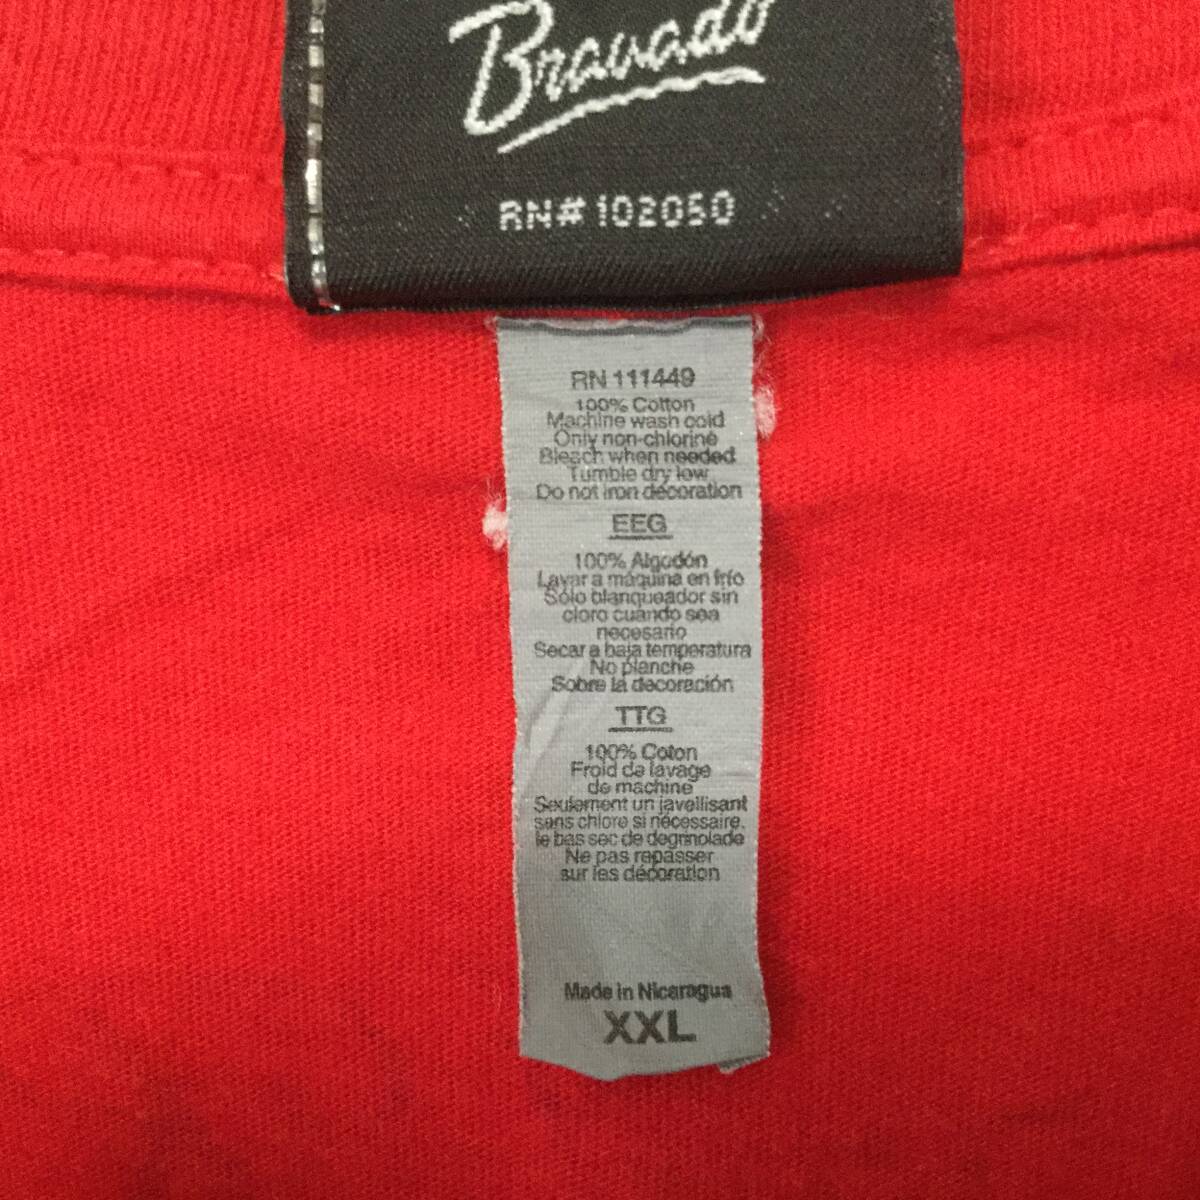 Bravado
RN# 102050
RN 111449
100% Cotton
Machine wash cold
Only non-chlorine
Bleach when needed
Tumble dry low
Do not iron decoration
EEG
100% Algodón
Lavar a máquina en frío
Sólo blanqueador sin
cloro cuando sea
necesario
Secar a baja temperatura
No planche
Sobre la decoración
TTG
100% Coton
Froid de lavage
de machine
Seulement un javellisant
sans chlore si nécessaire.
le bas sec de degrinolade
Ne pas repasser
sur les décoration
Made in Nicaragua
XXL